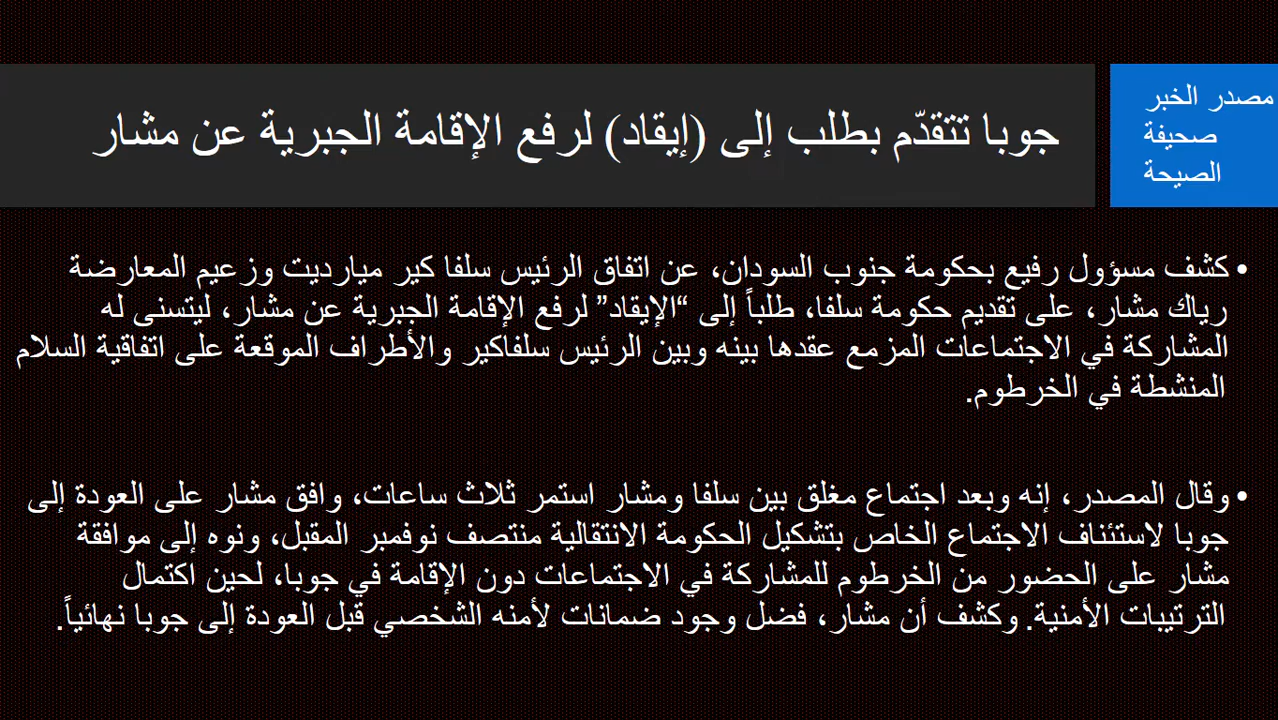 مصدر الخبر
صحيفة
الصيحة
جوبا تتقدّم بطلب إلى (إيقاد) لرفع الإقامة الجبرية عن مشار
• كشف مسؤول رفيع بحكومة جنوب السودان، عن اتفاق الرئيس سلفا كير ميارديت وزعيم المعارضة
رياك مشار، على تقديم حكومة سلفا، طلباً إلى “الإيقاد” لرفع الإقامة الجبرية عن مشار، ليتسنى له
المشاركة في الاجتماعات المزمع عقدها بينه وبين الرئيس سلفاكير والأطراف الموقعة على اتفاقية السلام
المنشطة في الخرطوم.
• وقال المصدر، إنه وبعد اجتماع مغلق بين سلفا ومشار استمر ثلاث ساعات، وافق مشار على العودة إلى
جوبا لاستئناف الاجتماع الخاص بتشكيل الحكومة الانتقالية منتصف نوفمبر المقبل، ونوه إلى موافقة
مشار على الحضور من الخرطوم للمشاركة في الاجتماعات دون الإقامة في جوبا، لحين اكتمال
الترتيبات الأمنية. وكشف أن مشار، فضل وجود ضمانات لأمنه الشخصي قبل العودة إلى جوبا نهائياً.